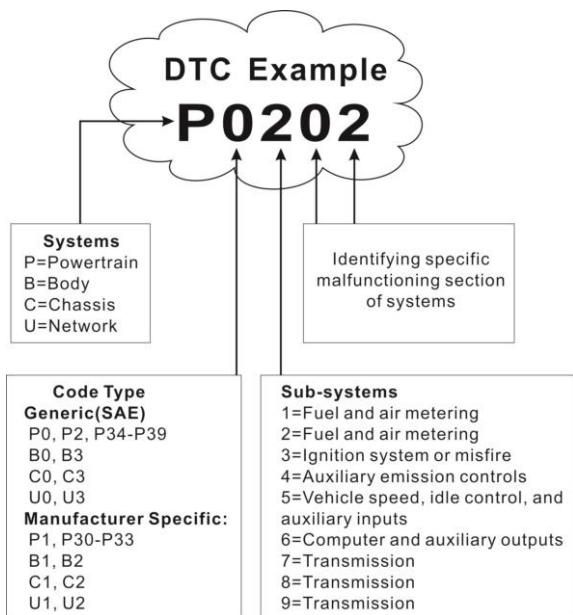 DTC Example
P0202
Systems
P=Powertrain
B=Body
C=Chassis
U=Network
Identifying specific
malfunctioning section
of systems
Code Type
Generic(SAE)
P0, P2, P34-P39
B0, B3
C0, C3
U0, U3
Manufacturer Specific:
P1, P30-P33
B1, B2
C1, C2
U1, U2
Sub-systems
1=Fuel and air metering
2=Fuel and air metering
3=Ignition system or misfire
4=Auxiliary emission controls
5=Vehicle speed, idle control, and
auxiliary inputs
6=Computer and auxiliary outputs
7=Transmission
8=Transmission
9=Transmission